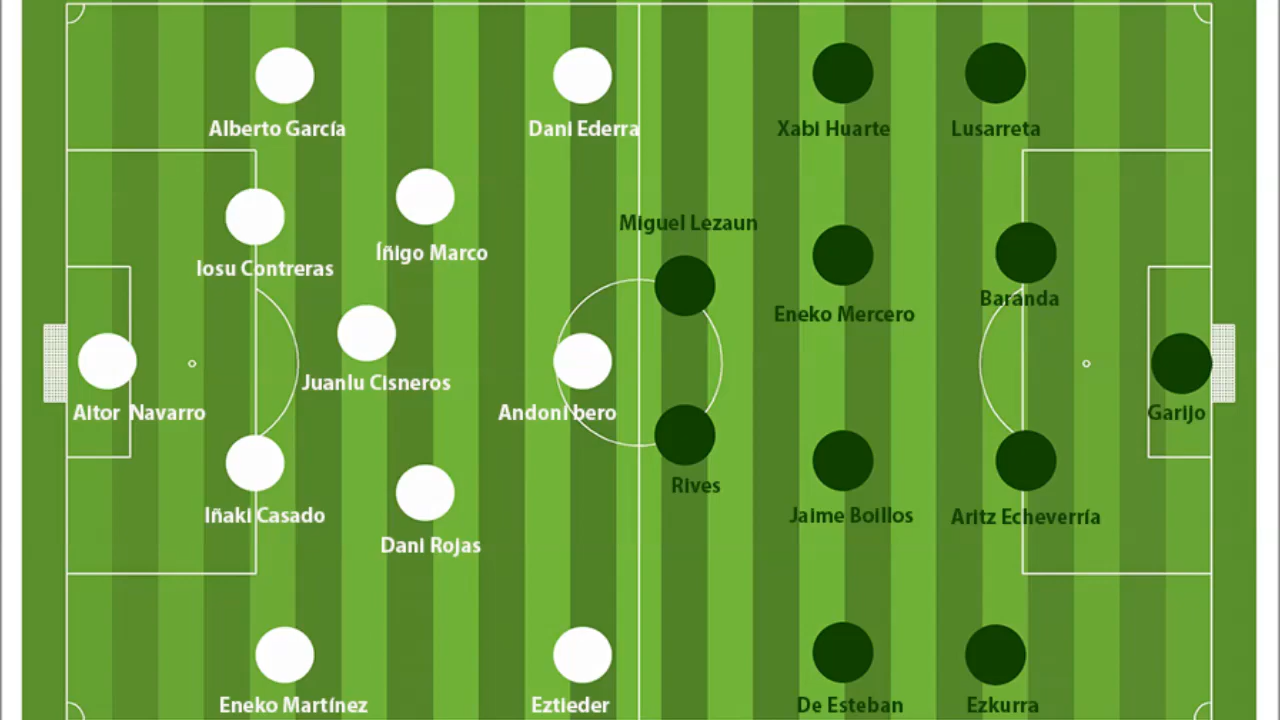 Alberto García
Dani Ederra
Xabi Huarte
Lusarreta
Miguel Lezaun
Íñigo Marco
Iosu Contreras
Baranda
Eneko Mercero
Juanlu Cisneros
Aitor Navarro
Andoni bero
Garijo
Rives
Iñaki Casado
Jaime Boillos
Aritz Echeverría
Dani Rojas
Eneko Martínez
Eztieder
De Esteban
Ezkurra